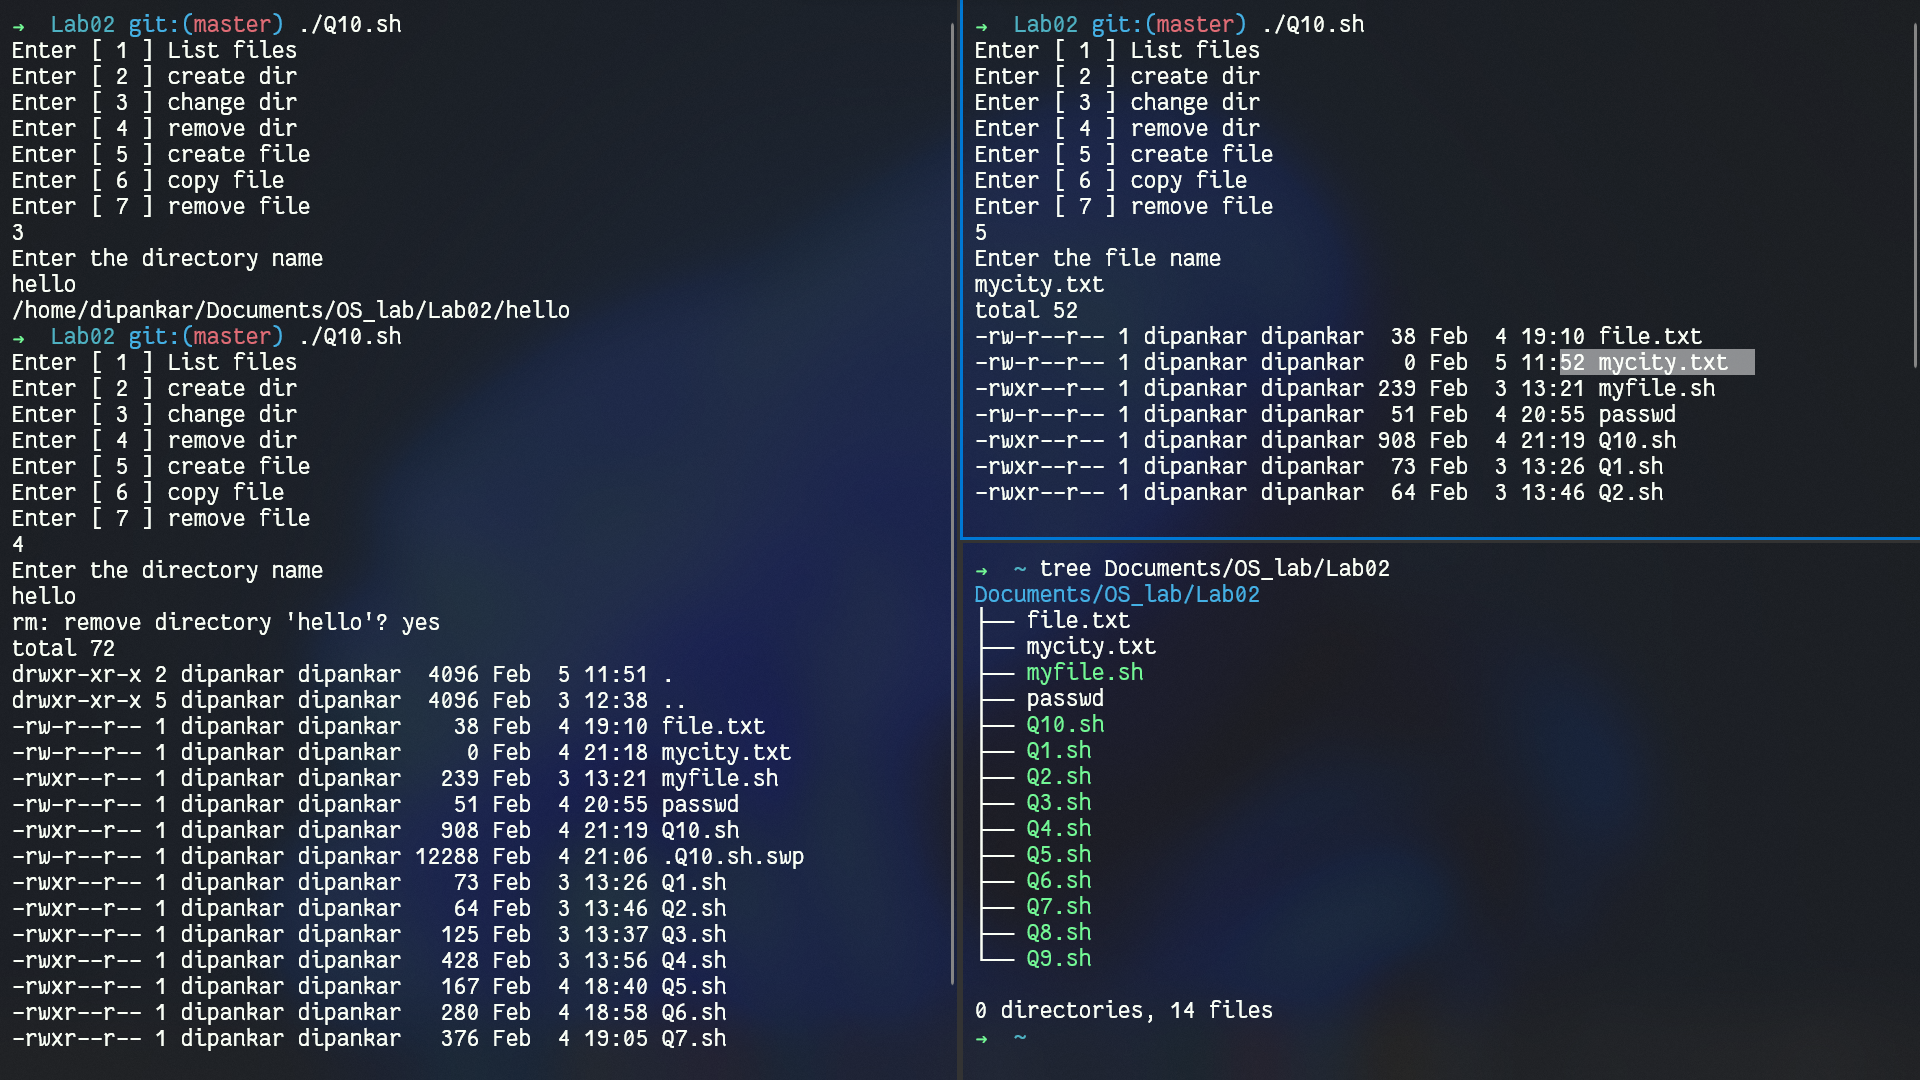 → Lab02 git:(master) ./Q10.sh
Enter [ 1 ] List files
Enter [ 2 ] create dir
Enter [ 3 ] change dir
Enter [ 4 ] remove dir
Enter [ 5 ] create file
Enter [ 6 ] copy file
Enter [ 7 ] remove file
3
Enter the directory name
hello
/home/dipankar/Documents/OS_lab/Lab02/hello
→ Lab02 git:(master) ./Q10.sh
Enter [ 1 ] List files
Enter [ 2 ] create dir
Enter [ 3 ] change dir
Enter [ 4 ] remove dir
Enter [ 5 ] create file
Enter [ 6 ] copy file
Enter [ 7 ] remove file
4
Enter the directory name
hello
rm: remove directory 'hello'? yes
total 72
drwxr-xr-x 2 dipankar dipankar  4096 Feb  5 11:51 .
drwxr-xr-x 5 dipankar dipankar  4096 Feb  3 12:38 ..
-rw-r--r-- 1 dipankar dipankar    38 Feb  4 19:10 file.txt
-rw-r--r-- 1 dipankar dipankar     0 Feb  4 21:18 mycity.txt
-rwxr--r-- 1 dipankar dipankar   239 Feb  3 13:21 myfile.sh
-rw-r--r-- 1 dipankar dipankar    51 Feb  4 20:55 passwd
-rwxr--r-- 1 dipankar dipankar   908 Feb  4 21:19 Q10.sh
-rw-r--r-- 1 dipankar dipankar 12288 Feb  4 21:06 .Q10.sh.swp
-rwxr--r-- 1 dipankar dipankar    73 Feb  3 13:26 Q1.sh
-rwxr--r-- 1 dipankar dipankar    64 Feb  3 13:46 Q2.sh
-rwxr--r-- 1 dipankar dipankar   125 Feb  3 13:37 Q3.sh
-rwxr--r-- 1 dipankar dipankar   428 Feb  3 13:56 Q4.sh
-rwxr--r-- 1 dipankar dipankar   167 Feb  4 18:40 Q5.sh
-rwxr--r-- 1 dipankar dipankar   280 Feb  4 18:58 Q6.sh
-rwxr--r-- 1 dipankar dipankar   376 Feb  4 19:05 Q7.sh
→ Lab02 git:(master) ./Q10.sh
Enter [ 1 ] List files
Enter [ 2 ] create dir
Enter [ 3 ] change dir
Enter [ 4 ] remove dir
Enter [ 5 ] create file
Enter [ 6 ] copy file
Enter [ 7 ] remove file
5
Enter the file name
mycity.txt
total 52
-rw-r--r-- 1 dipankar dipankar  38 Feb  4 19:10 file.txt
-rw-r--r-- 1 dipankar dipankar   0 Feb  5 11:52 mycity.txt
-rwxr--r-- 1 dipankar dipankar 239 Feb  3 13:21 myfile.sh
-rw-r--r-- 1 dipankar dipankar  51 Feb  4 20:55 passwd
-rwxr--r-- 1 dipankar dipankar 908 Feb  4 21:19 Q10.sh
-rwxr--r-- 1 dipankar dipankar  73 Feb  3 13:26 Q1.sh
-rwxr--r-- 1 dipankar dipankar  64 Feb  3 13:46 Q2.sh
→ ~ tree Documents/OS_lab/Lab02
Documents/OS_lab/Lab02
├── file.txt
├── mycity.txt
├── myfile.sh
├── passwd
├── Q10.sh
├── Q1.sh
├── Q2.sh
├── Q3.sh
├── Q4.sh
├── Q5.sh
├── Q6.sh
├── Q7.sh
├── Q8.sh
└── Q9.sh
0 directories, 14 files
→ ~